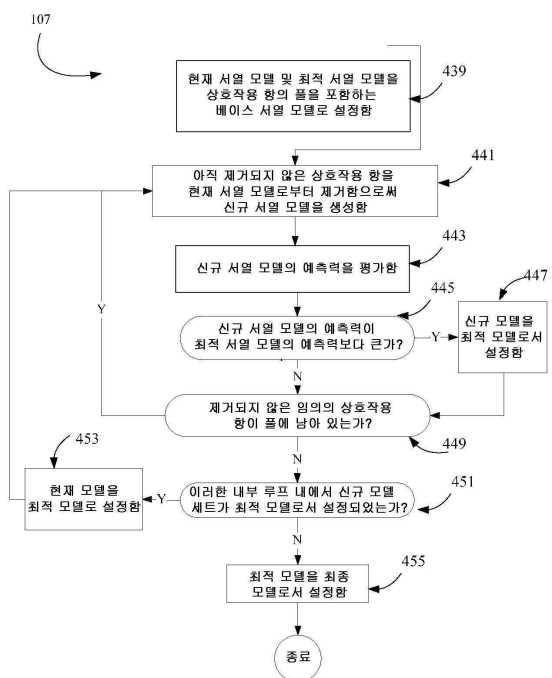 107
현재 서열 모델 및 최적 서열 모델을
상호작용 항의 풀을 포함하는
베이스 서열 모델로 설정함
439
아직 제거되지 않은 상호작용 항을
현재 서열 모델로부터 제거함으로써
신규 서열 모델을 생성함
441
신규 서열 모델의 예측력을 평가함
443
신규 서열 모델의 예측력이
최적 서열 모델의 예측력보다 큰가?
445
Y
신규 모델을
최적 모델로서
설정함
447
N
제거되지 않은 임의의 상호작용
항이 풀에 남아 있는가?
449
Y
N
이러한 내부 루프 내에서 신규 모델
세트가 최적 모델로서 설정되었는가?
451
Y
현재 모델을
최적 모델로 설정함
453
N
최적 모델을 최종
모델로서 설정함
455
종료